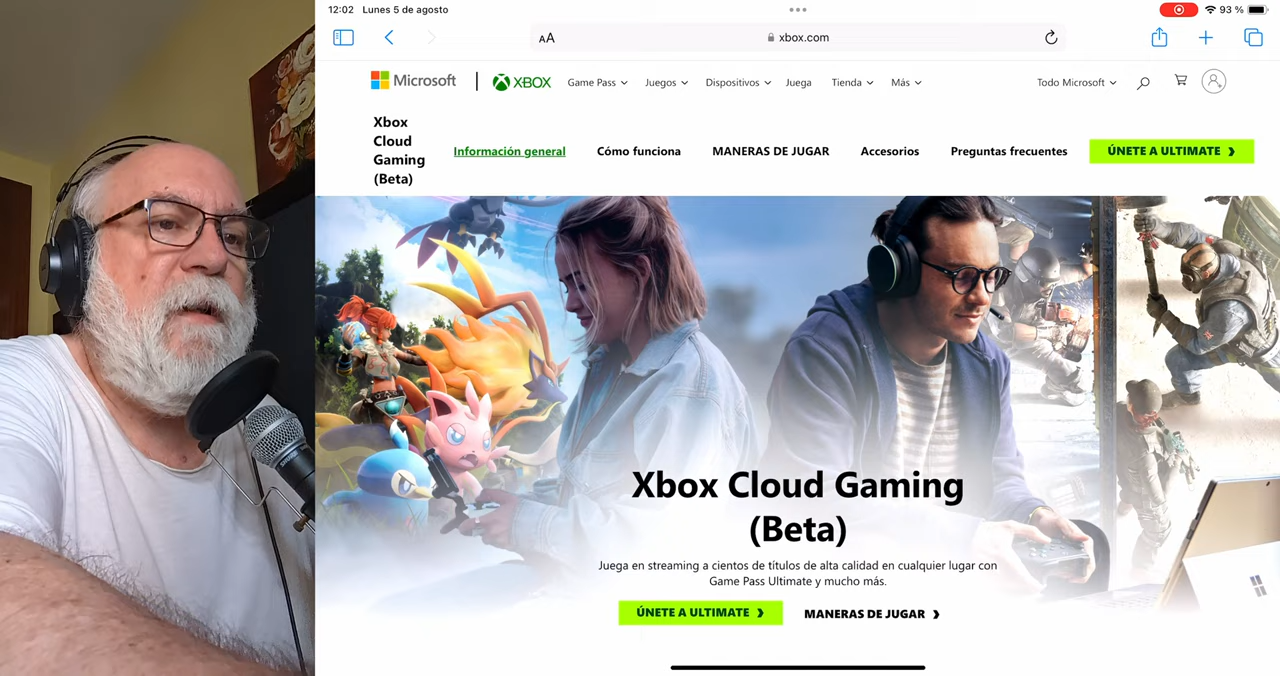 12:02 Lunes 5 de agosto
93 %
AA
xbox.com
Microsoft
XBOX
Game Pass
Juegos
Dispositivos
Juega
Tienda
Más
Todo Microsoft
Xbox
Cloud
Gaming
(Beta)
Información general
Cómo funciona
MANERAS DE JUGAR
Accesorios
Preguntas frecuentes
ÚNETE A ULTIMATE
Xbox Cloud Gaming
(Beta)
Juega en streaming a cientos de títulos de alta calidad en cualquier lugar con
Game Pass Ultimate y mucho más.
ÚNETE A ULTIMATE
MANERAS DE JUGAR